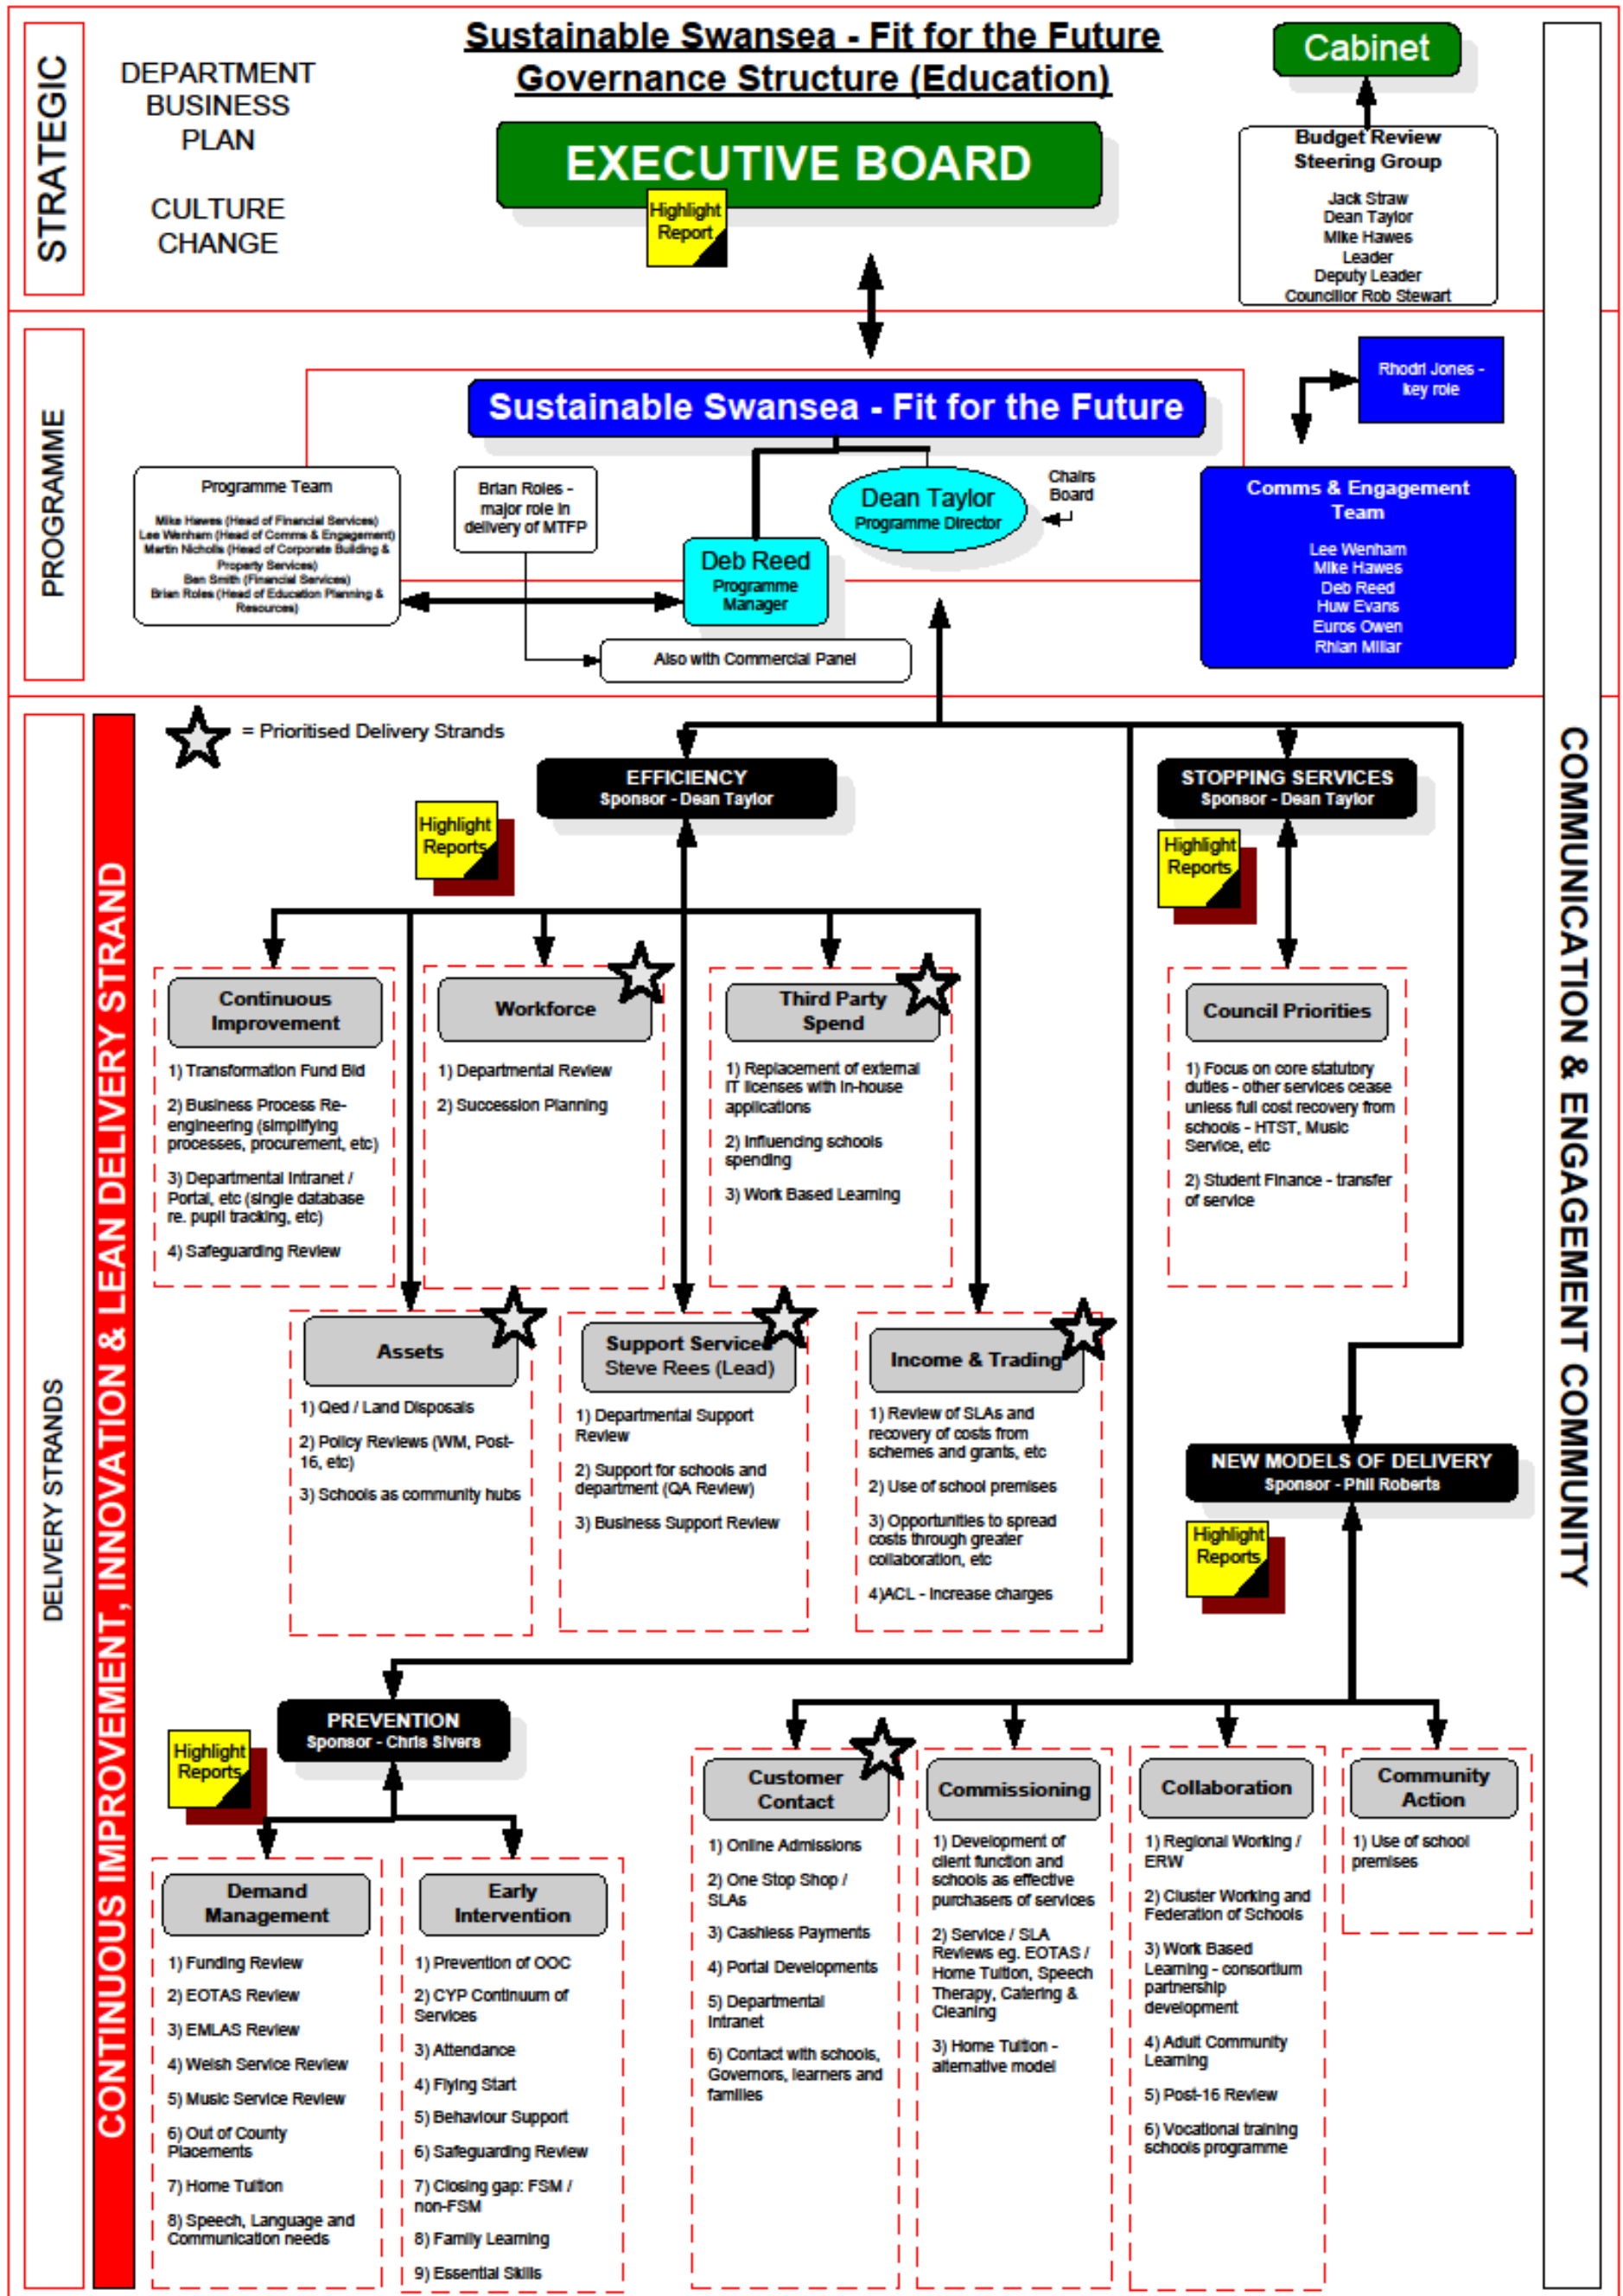 Sustainable Swansea - Fit for the Future
Governance Structure (Education)
STRATEGIC
DEPARTMENT
BUSINESS
PLAN
CULTURE
CHANGE
EXECUTIVE BOARD
Highlight
Report
Cabinet
Budget Review
Steering Group
Jack Straw
Dean Taylor
Mike Hawes
Leader
Deputy Leader
Councillor Rob Stewart
PROGRAMME
Sustainable Swansea - Fit for the Future
Rhodri Jones -
key role
Programme Team
Mike Hawes (Head of Financial Services)
Lee Wenham (Head of Comms & Engagement)
Martin Nicholls (Head of Corporate Building &
Property Services)
Ben Smith (Financial Services)
Brian Roles (Head of Education Planning &
Resources)
Brian Roles -
major role in
delivery of MTFP
Deb Reed
Programme
Manager
Dean Taylor
Programme Director
Chairs
Board
Also with Commercial Panel
Comms & Engagement
Team
Lee Wenham
Mike Hawes
Deb Reed
Huw Evans
Euros Owen
Rhian Millar
COMMUNICATION & ENGAGEMENT COMMUNITY
DELIVERY STRANDS
CONTINUOUS IMPROVEMENT, INNOVATION & LEAN DELIVERY STRAND
= Prioritised Delivery Strands
EFFICIENCY
Sponsor - Dean Taylor
Highlight
Reports
STOPPING SERVICES
Sponsor - Dean Taylor
Highlight
Reports
Continuous
Improvement
1) Transformation Fund Bid
2) Business Process Re-
engineering (simplifying
processes, procurement, etc)
3) Departmental Intranet /
Portal, etc (single database
re. pupil tracking, etc)
4) Safeguarding Review
Workforce
1) Departmental Review
2) Succession Planning
Third Party
Spend
1) Replacement of external
IT licenses with in-house
applications
2) Influencing schools
spending
3) Work Based Learning
Council Priorities
1) Focus on core statutory
duties - other services cease
unless full cost recovery from
schools - HTST, Music
Service, etc
2) Student Finance - transfer
of service
Assets
1) Qed / Land Disposals
2) Policy Reviews (WM, Post-
16, etc)
3) Schools as community hubs
Support Services
Steve Rees (Lead)
1) Departmental Support
Review
2) Support for schools and
department (QA Review)
3) Business Support Review
Income & Trading
1) Review of SLAs and
recovery of costs from
schemes and grants, etc
2) Use of school premises
3) Opportunities to spread
costs through greater
collaboration, etc
4)ACL - Increase charges
NEW MODELS OF DELIVERY
Sponsor - Phil Roberts
Highlight
Reports
PREVENTION
Sponsor - Chris Sivers
Highlight
Reports
Demand
Management
1) Funding Review
2) EOTAS Review
3) EMLAS Review
4) Welsh Service Review
5) Music Service Review
6) Out of County
Placements
7) Home Tuition
8) Speech, Language and
Communication needs
Early
Intervention
1) Prevention of OOC
2) CYP Continuum of
Services
3) Attendance
4) Flying Start
5) Behaviour Support
6) Safeguarding Review
7) Closing gap: FSM /
non-FSM
8) Family Learning
9) Essential Skills
Customer
Contact
1) Online Admissions
2) One Stop Shop /
SLAs
3) Cashless Payments
4) Portal Developments
5) Departmental
Intranet
6) Contact with schools,
Governors, learners and
families
Commissioning
1) Development of
client function and
schools as effective
purchasers of services
2) Service / SLA
Reviews eg. EOTAS /
Home Tuition, Speech
Therapy, Catering &
Cleaning
3) Home Tuition -
alternative model
Collaboration
1) Regional Working /
ERW
2) Cluster Working and
Federation of Schools
3) Work Based
Learning - consortium
partnership
development
4) Adult Community
Learning
5) Post-16 Review
6) Vocational training
schools programme
Community
Action
1) Use of school
premises